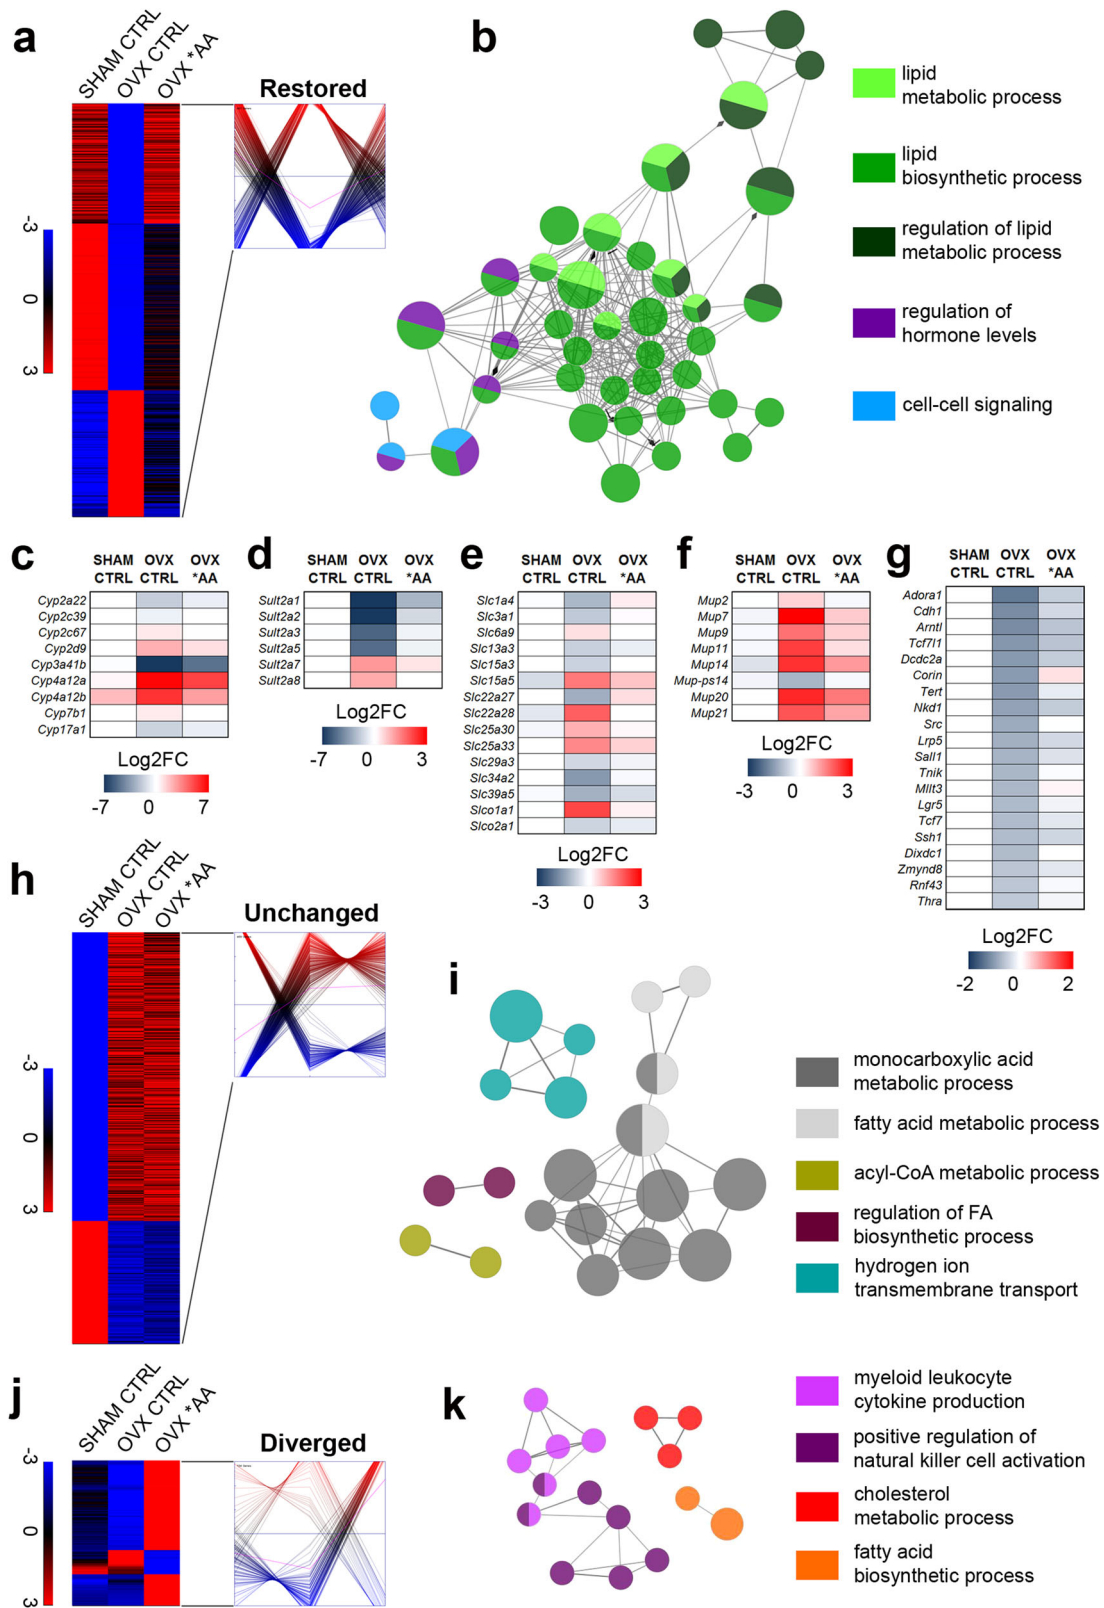 a
SHAM CTRL
OVX CTRL
OVX *AA
Restored
-3
0
3
b
lipid
metabolic process
lipid
biosynthetic process
regulation of lipid
metabolic process
regulation of
hormone levels
cell-cell signaling
c
SHAM OVX OVX
CTRL CTRL *AA
Cyp2a22
Cyp2c39
Cyp2c67
Cyp2d9
Cyp3a41b
Cyp4a12a
Cyp4a12b
Cyp7b1
Cyp17a1
Log2FC
-7 0 7
d
SHAM OVX OVX
CTRL CTRL *AA
Sult2a1
Sult2a2
Sult2a3
Sult2a5
Sult2a7
Sult2a8
Log2FC
-7 0 3
e
SHAM OVX OVX
CTRL CTRL *AA
Slc1a4
Slc3a1
Slc6a9
Slc13a3
Slc15a3
Slc15a5
Slc22a27
Slc22a28
Slc25a30
Slc25a33
Slc29a3
Slc34a2
Slc39a5
Slco1a1
Slco2a1
Log2FC
-3 0 3
f
SHAM OVX OVX
CTRL CTRL *AA
Mup2
Mup7
Mup9
Mup11
Mup14
Mup-ps14
Mup20
Mup21
Log2FC
-3 0 3
g
SHAM OVX OVX
CTRL CTRL *AA
Adora1
Cdh1
Arntl
Tcf7l1
Dcdc2a
Corin
Tert
Nkd1
Src
Lrp5
Sall1
Tnik
Mllt3
Lgr5
Tcf7
Ssh1
Dixdc1
Zmynd8
Rnf43
Thra
Log2FC
-2 0 2
h
SHAM CTRL
OVX CTRL
OVX *AA
Unchanged
-3
0
3
i
monocarboxylic acid
metabolic process
fatty acid metabolic process
acyl-CoA metabolic process
regulation of FA
biosynthetic process
hydrogen ion
transmembrane transport
j
SHAM CTRL
OVX CTRL
OVX *AA
Diverged
-3
0
3
k
myeloid leukocyte
cytokine production
positive regulation of
natural killer cell activation
cholesterol
metabolic process
fatty acid
biosynthetic process